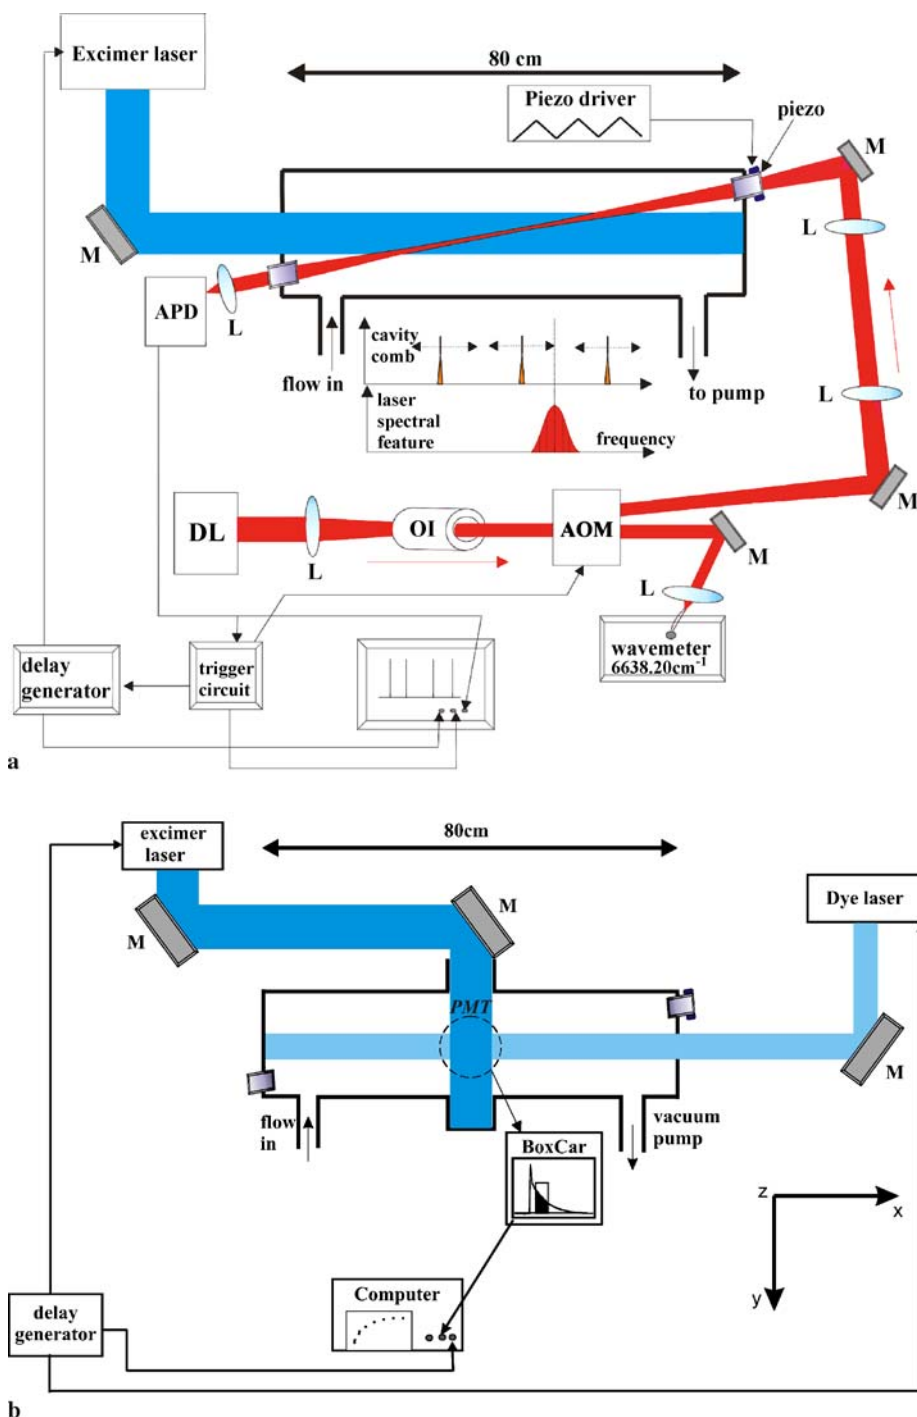 Excimer laser
80 cm
Piezo driver
piezo
M
M
L
APD
L
flow in
cavity
comb
laser
spectral
feature
frequency
to pump
L
M
DL
L
OI
AOM
M
L
wavemeter
6638.20cm⁻¹
delay
generator
trigger
circuit
a
excimer
laser
80cm
M
M
Dye laser
PMT
M
flow
in
vacuum
pump
BoxCar
z
x
y
Computer
delay
generator
b